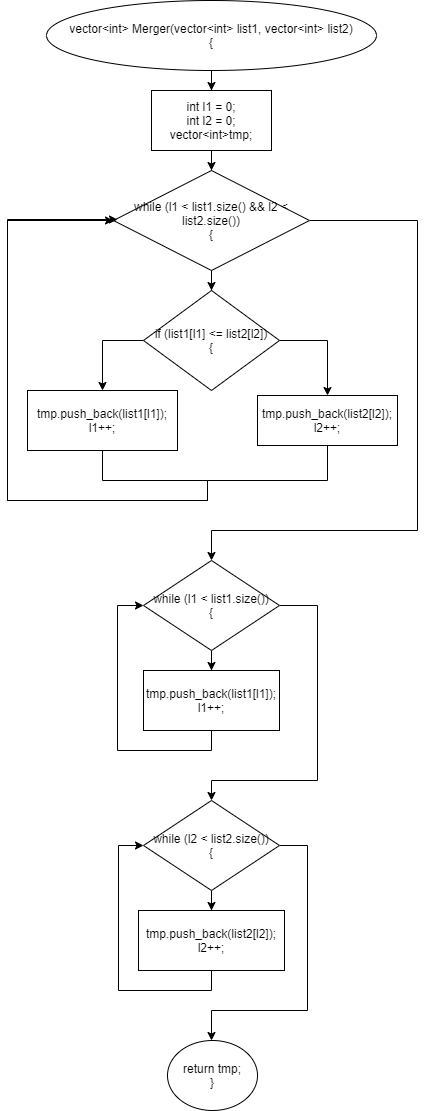 vector<int> Merger(vector<int> list1, vector<int> list2)
{
int l1 = 0;
int l2 = 0;
vector<int>tmp;
while (l1 < list1.size() && l2 <
list2.size())
{
if (list1[l1] <= list2[l2])
{
tmp.push_back(list1[l1]);
l1++;
tmp.push_back(list2[l2]);
l2++;
while (l1 < list1.size())
{
tmp.push_back(list1[l1]);
l1++;
while (l2 < list2.size())
{
tmp.push_back(list2[l2]);
l2++;
return tmp;
}